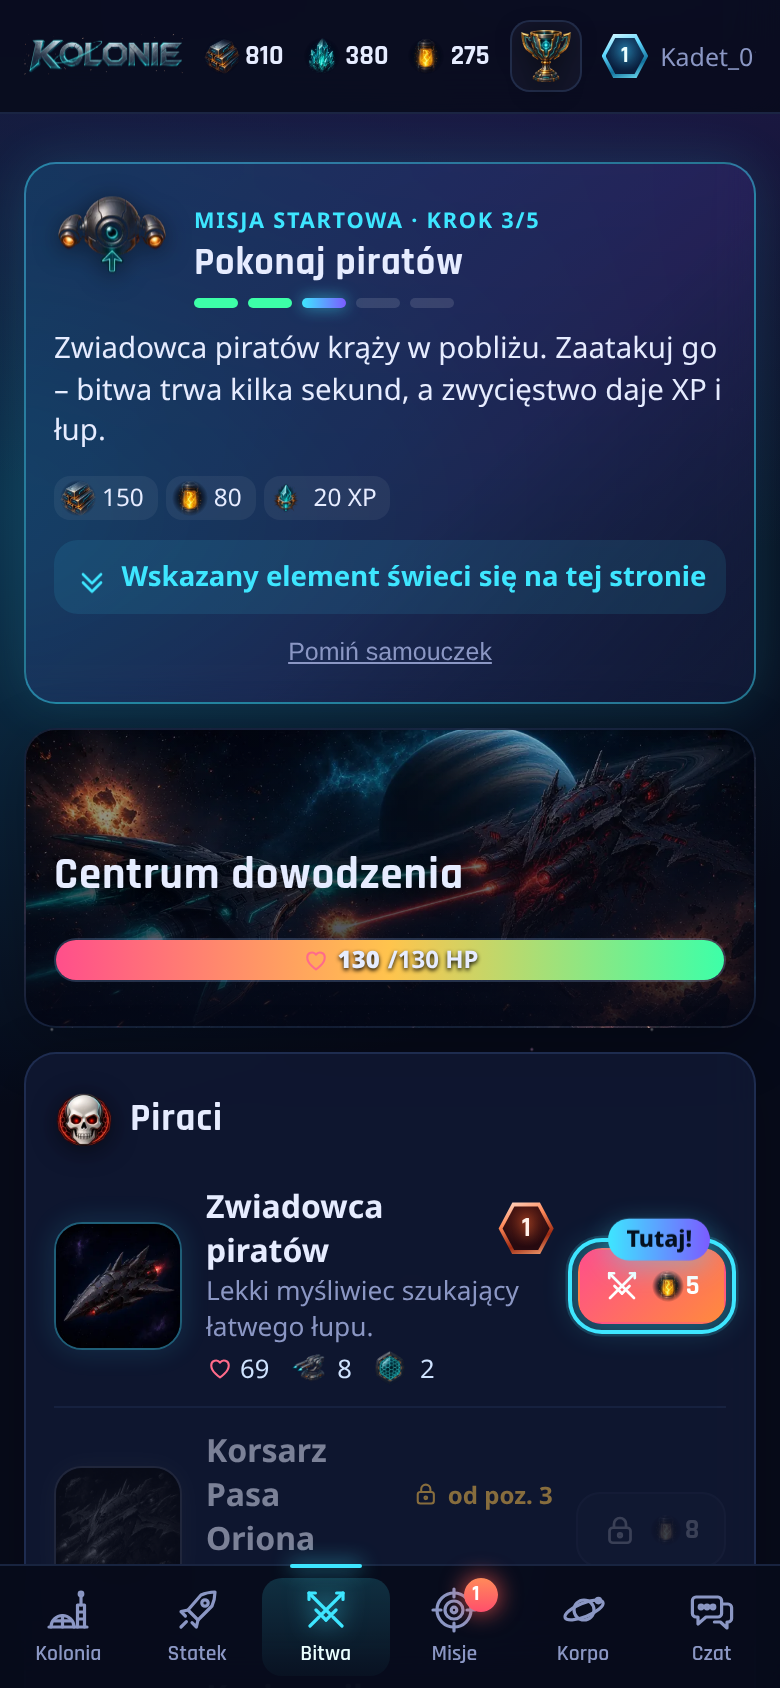 KOLONIE 810 380 275 1 Kadet_0
MISJA STARTOWA · KROK 3/5
Pokonaj piratów
Zwiadowca piratów krąży w pobliżu. Zaatakuj go
– bitwa trwa kilka sekund, a zwycięstwo daje XP i
łup.
150 80 20 XP
Wskazany element świeci się na tej stronie
Pomiń samouczek
Centrum dowodzenia
130 /130 HP
Piraci
Zwiadowca
piratów
1
Lekki myśliwiec szukający
łatwego łupu.
69 8 2
Tutaj!
5
Korsarz
Pasa
Oriona
od poz. 3
8
Kolonia Statek Bitwa Misje 1 Korpo Czat